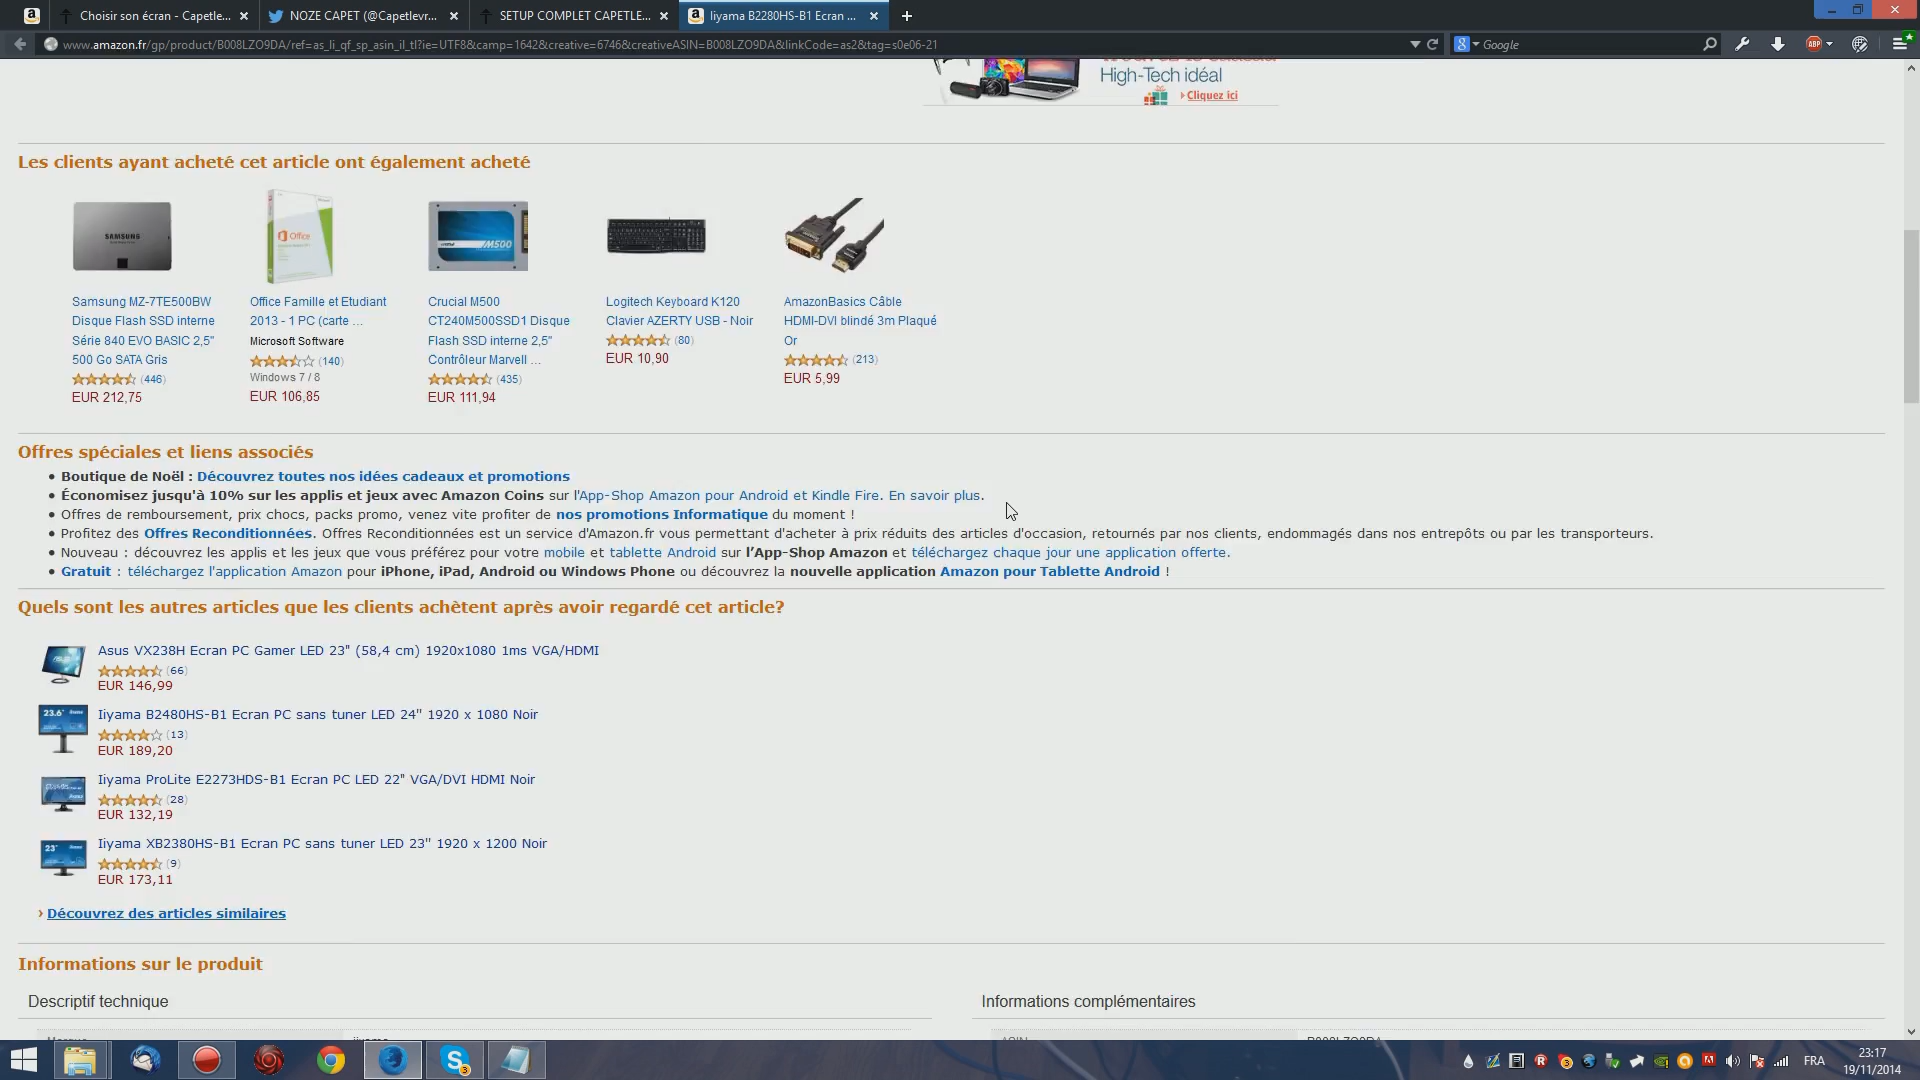 Choisir son écran - Capetle...
NOZE CAPET (@Capetlevr...
SETUP COMPLET CAPETLE...
Iiyama B2280HS-B1 Ecran ...
www.amazon.fr/gp/product/B008LZO9DA/ref=as_li_qf_sp_asin_il_tl?ie=UTF8&camp=1642&creative=6746&creativeASIN=B008LZO9DA&linkCode=as2&tag=s0e06-21
Google
High-Tech idéal
Cliquez ici
Les clients ayant acheté cet article ont également acheté
SAMSUNG
Office
M500
Samsung MZ-7TE500BW
Disque Flash SSD interne
Série 840 EVO BASIC 2,5"
500 Go SATA Gris
(446)
EUR 212,75
Office Famille et Etudiant
2013 - 1 PC (carte ...
Microsoft Software
(140)
Windows 7 / 8
EUR 106,85
Crucial M500
CT240M500SSD1 Disque
Flash SSD interne 2,5"
Contrôleur Marvell ...
(435)
EUR 111,94
Logitech Keyboard K120
Clavier AZERTY USB - Noir
(80)
EUR 10,90
AmazonBasics Câble
HDMI-DVI blindé 3m Plaqué
Or
(213)
EUR 5,99
Offres spéciales et liens associés
• Boutique de Noël : Découvrez toutes nos idées cadeaux et promotions
• Économisez jusqu'à 10% sur les applis et jeux avec Amazon Coins sur l'App-Shop Amazon pour Android et Kindle Fire. En savoir plus.
• Offres de remboursement, prix chocs, packs promo, venez vite profiter de nos promotions Informatique du moment !
• Profitez des Offres Reconditionnées. Offres Reconditionnées est un service d'Amazon.fr vous permettant d'acheter à prix réduits des articles d'occasion, retournés par nos clients, endommagés dans nos entrepôts ou par les transporteurs.
• Nouveau : découvrez les applis et les jeux que vous préférez pour votre mobile et tablette Android sur l’App-Shop Amazon et téléchargez chaque jour une application offerte.
• Gratuit : téléchargez l'application Amazon pour iPhone, iPad, Android ou Windows Phone ou découvrez la nouvelle application Amazon pour Tablette Android !
Quels sont les autres articles que les clients achètent après avoir regardé cet article?
Asus VX238H Ecran PC Gamer LED 23" (58,4 cm) 1920x1080 1ms VGA/HDMI
(66)
EUR 146,99
23.6"
Iiyama B2480HS-B1 Ecran PC sans tuner LED 24" 1920 x 1080 Noir
(13)
EUR 189,20
Iiyama ProLite E2273HDS-B1 Ecran PC LED 22" VGA/DVI HDMI Noir
(28)
EUR 132,19
23"
Iiyama XB2380HS-B1 Ecran PC sans tuner LED 23'' 1920 x 1200 Noir
(9)
EUR 173,11
› Découvrez des articles similaires
Informations sur le produit
Descriptif technique
Informations complémentaires
FRA
23:17
19/11/2014